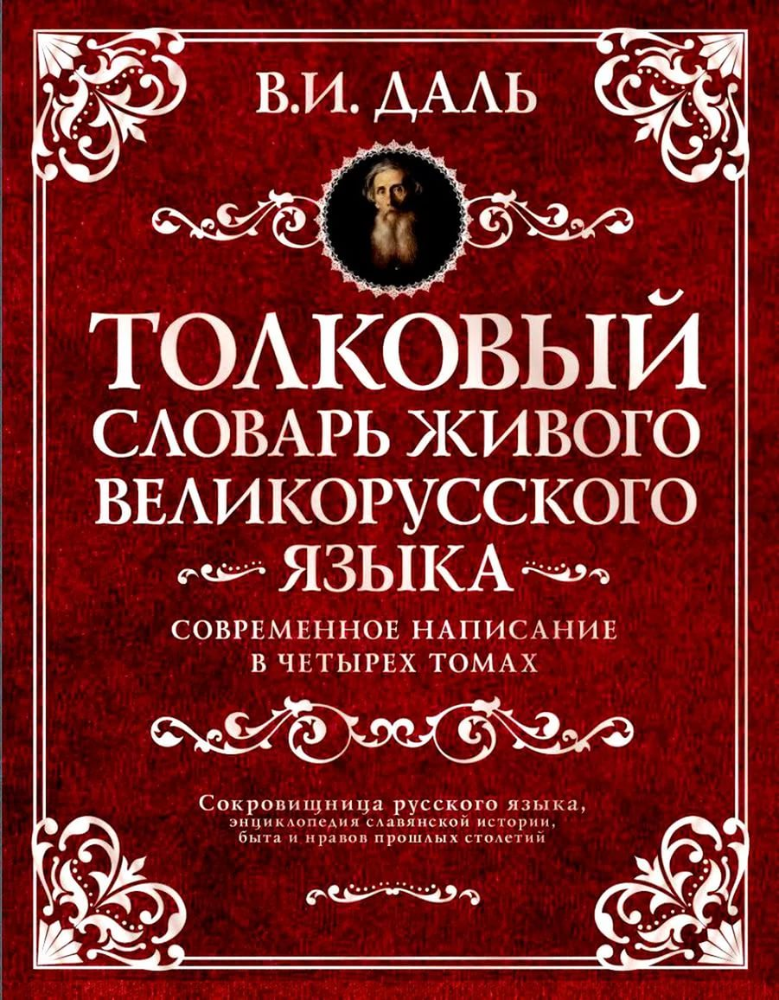 В.И. ДАЛЬ
ТОЛКОВЫЙ
СЛОВАРЬ ЖИВОГО
ВЕЛИКОРУССКОГО
ЯЗЫКА
СОВРЕМЕННОЕ НАПИСАНИЕ
В ЧЕТЫРЕХ ТОМАХ
Сокровищница русского языка,
энциклопедия славянской истории,
быта и нравов прошлых столетий